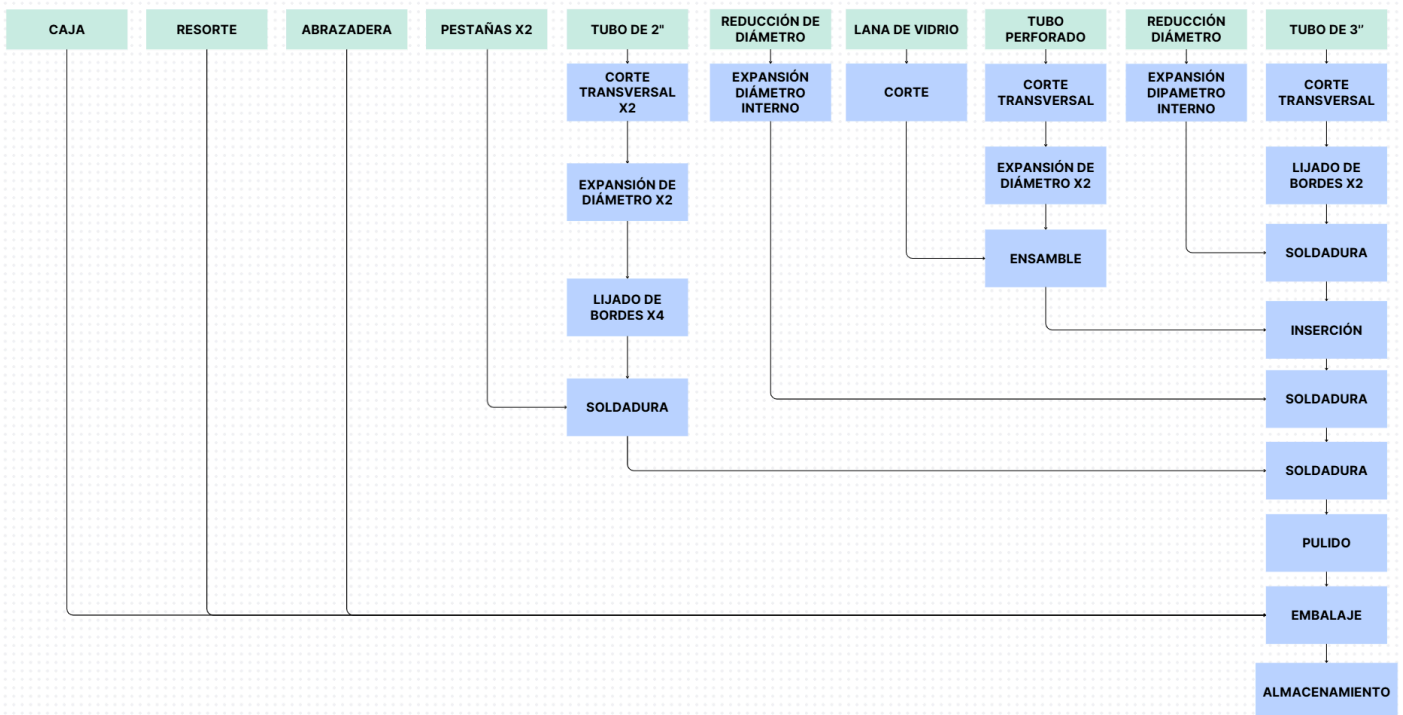 CAJA
RESORTE
ABRAZADERA
PESTAÑAS X2
TUBO DE 2"
REDUCCIÓN DE
DIÁMETRO
LANA DE VIDRIO
TUBO
PERFORADO
REDUCCIÓN
DIÁMETRO
TUBO DE 3''
CORTE
TRANSVERSAL
X2
EXPANSIÓN
DIÁMETRO
INTERNO
CORTE
CORTE
TRANSVERSAL
EXPANSIÓN
DIPAMETRO
INTERNO
CORTE
TRANSVERSAL
EXPANSIÓN DE
DIÁMETRO X2
EXPANSIÓN DE
DIÁMETRO X2
LIJADO DE
BORDES X2
ENSAMBLE
SOLDADURA
LIJADO DE
BORDES X4
INSERCIÓN
SOLDADURA
SOLDADURA
SOLDADURA
PULIDO
EMBALAJE
ALMACENAMIENTO